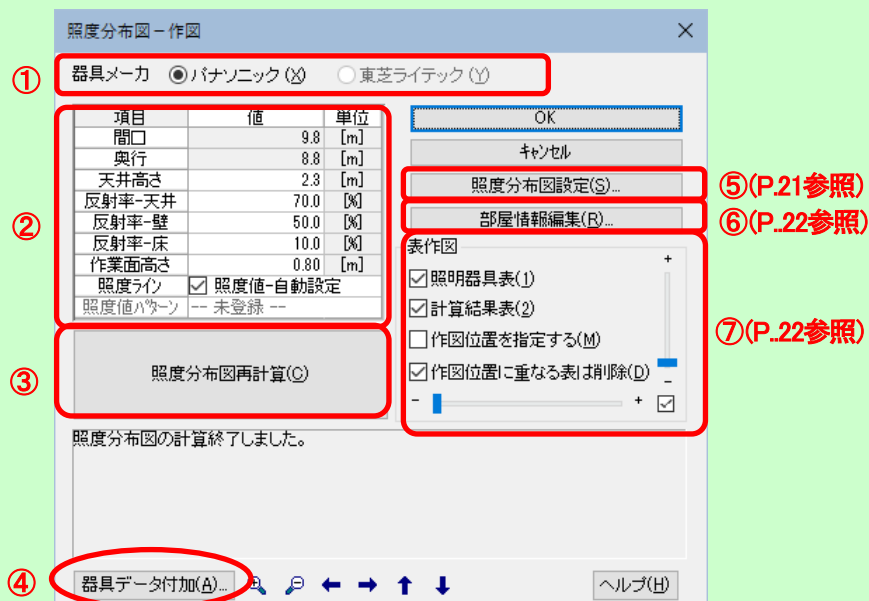 照度分布図－作図
① 器具メーカ パナソニック(X) 東芝ライテック(Y)
②
項目 値 単位
間口 9.8 [m]
奥行 8.8 [m]
天井高さ 2.3 [m]
反射率-天井 70.0 [%]
反射率-壁 50.0 [%]
反射率-床 10.0 [%]
作業面高さ 0.80 [m]
照度ライン 照度値-自動設定
照度値パターン -- 未登録 --
OK
キャンセル
照度分布図設定(S)... ⑤(P.21参照)
部屋情報編集(R)... ⑥(P..22参照)
表作図
照明器具表(1)
計算結果表(2)
作図位置を指定する(M)
作図位置に重なる表は削除(D)
+
-
- +
⑦(P..22参照)
③ 照度分布図再計算(C)
照度分布図の計算終了しました。
④ 器具データ付加(A)... ヘルプ(H)